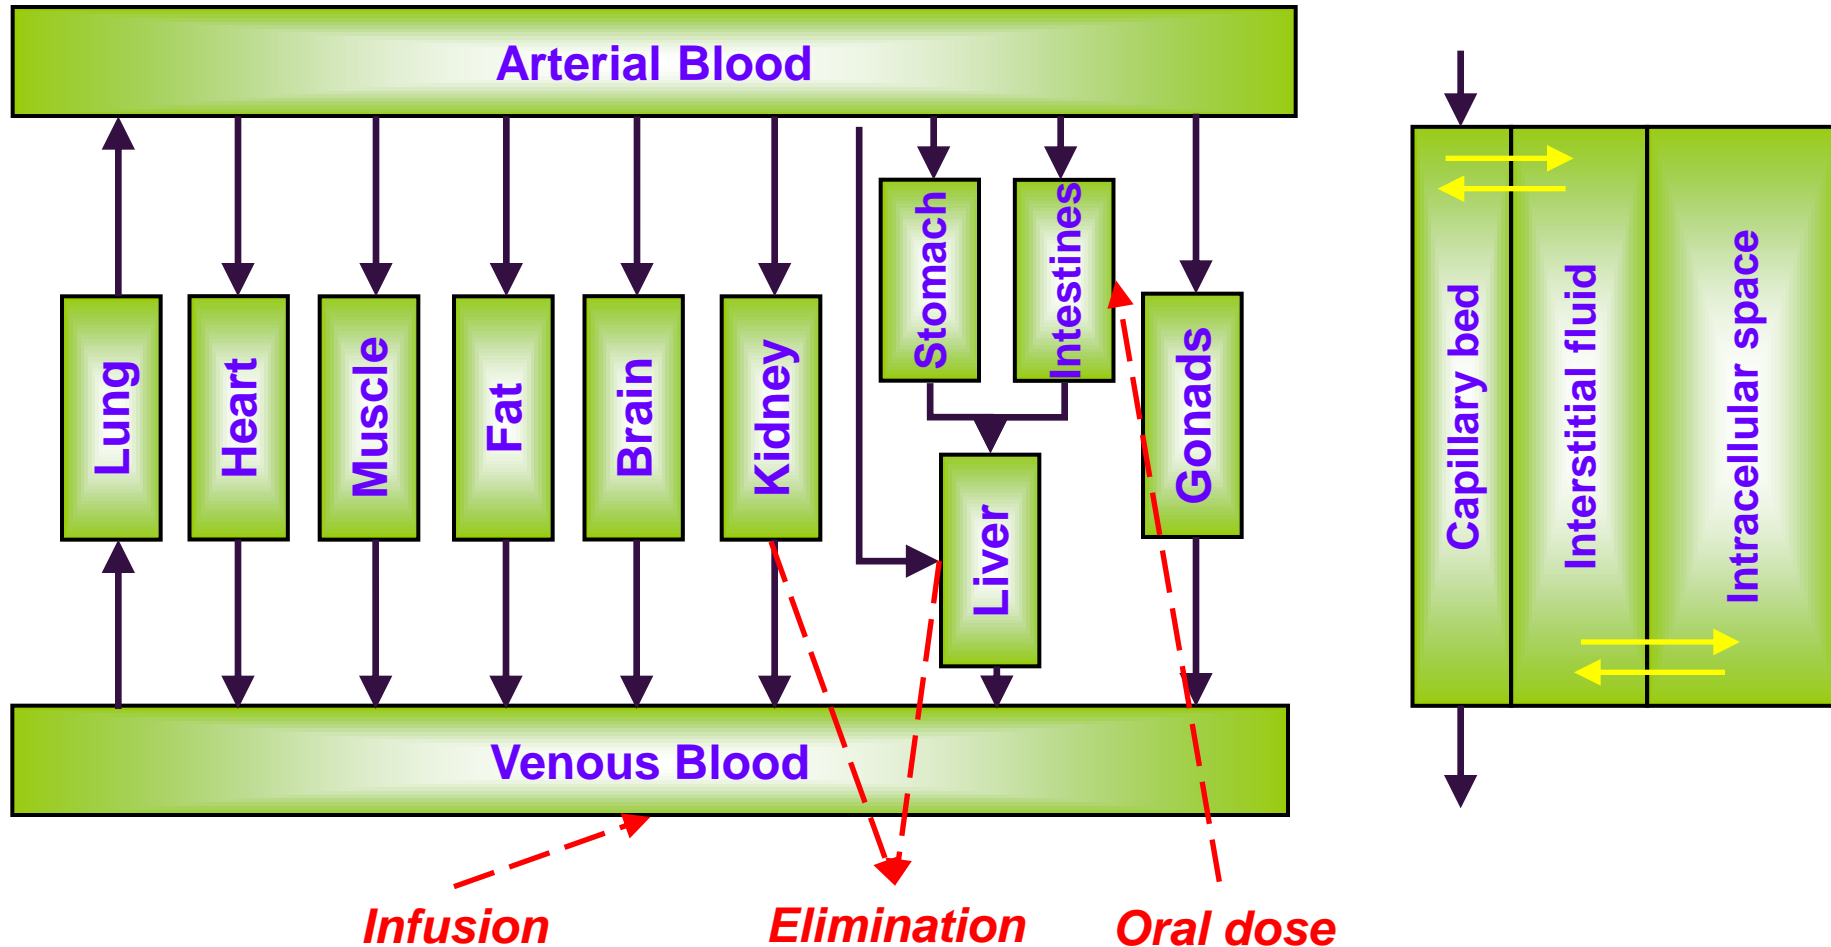 Arterial Blood
Lung
Heart
Muscle
Fat
Brain
Kidney
Stomach
Intestines
Liver
Gonads
Venous Blood
Infusion
Elimination
Oral dose
Capillary bed
Interstitial fluid
Intracellular space